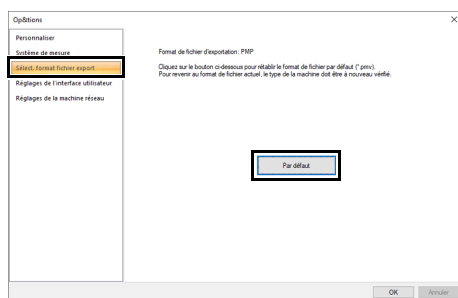 Op&tions
Personnaliser
Système de mesure
Sélect. format fichier export
Réglages de l'interface utilisateur
Réglages de la machine réseau
Format de fichier d'exportation: PMP
Cliquez sur le bouton ci-dessous pour rétablir le format de fichier par défaut (*.pmv).
Pour revenir au format de fichier actuel, le type de la machine doit être à nouveau vérifié.
Par défaut
OK
Annuler